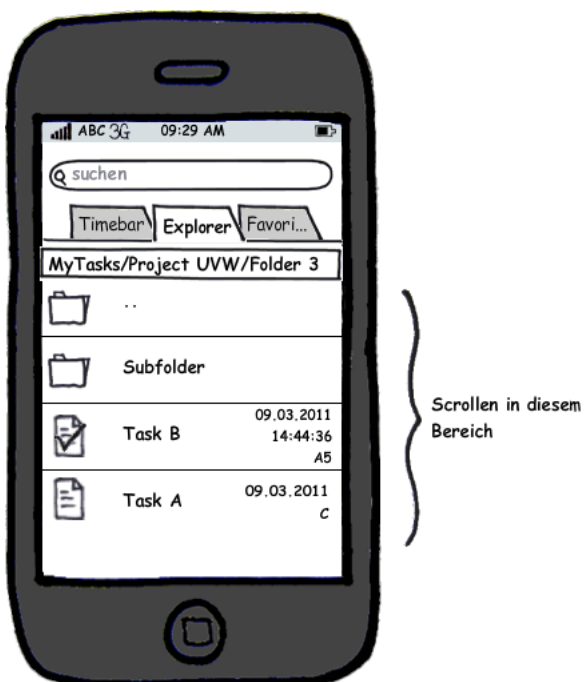 ABC 3G 09:29 AM
suchen
Timebar Explorer Favori...
MyTasks/Project UVW/Folder 3
..
Subfolder
09.03.2011
Task B 14:44:36
A5
Task A 09.03.2011
C
Scrollen in diesem
Bereich